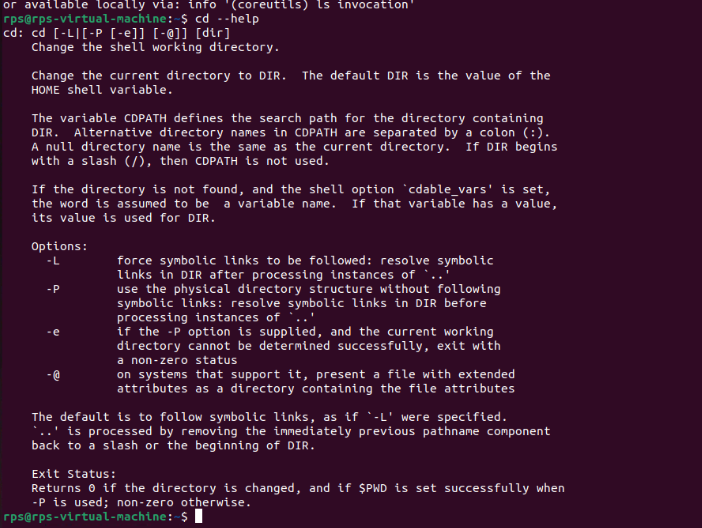 or available locally via: info '(coreutils) ls invocation'
rps@rps-virtual-machine:~$ cd --help
cd: cd [-L|[-P [-e]] [-@]] [dir]
    Change the shell working directory.

    Change the current directory to DIR.  The default DIR is the value of the
    HOME shell variable.

    The variable CDPATH defines the search path for the directory containing
    DIR.  Alternative directory names in CDPATH are separated by a colon (:).
    A null directory name is the same as the current directory.  If DIR begins
    with a slash (/), then CDPATH is not used.

    If the directory is not found, and the shell option `cdable_vars' is set,
    the word is assumed to be  a variable name.  If that variable has a value,
    its value is used for DIR.

    Options:
      -L        force symbolic links to be followed: resolve symbolic
                links in DIR after processing instances of `..'
      -P        use the physical directory structure without following
                symbolic links: resolve symbolic links in DIR before
                processing instances of `..'
      -e        if the -P option is supplied, and the current working
                directory cannot be determined successfully, exit with
                a non-zero status
      -@        on systems that support it, present a file with extended
                attributes as a directory containing the file attributes

    The default is to follow symbolic links, as if `-L' were specified.
    `..' is processed by removing the immediately previous pathname component
    back to a slash or the beginning of DIR.

    Exit Status:
    Returns 0 if the directory is changed, and if $PWD is set successfully when
    -P is used; non-zero otherwise.
rps@rps-virtual-machine:~$